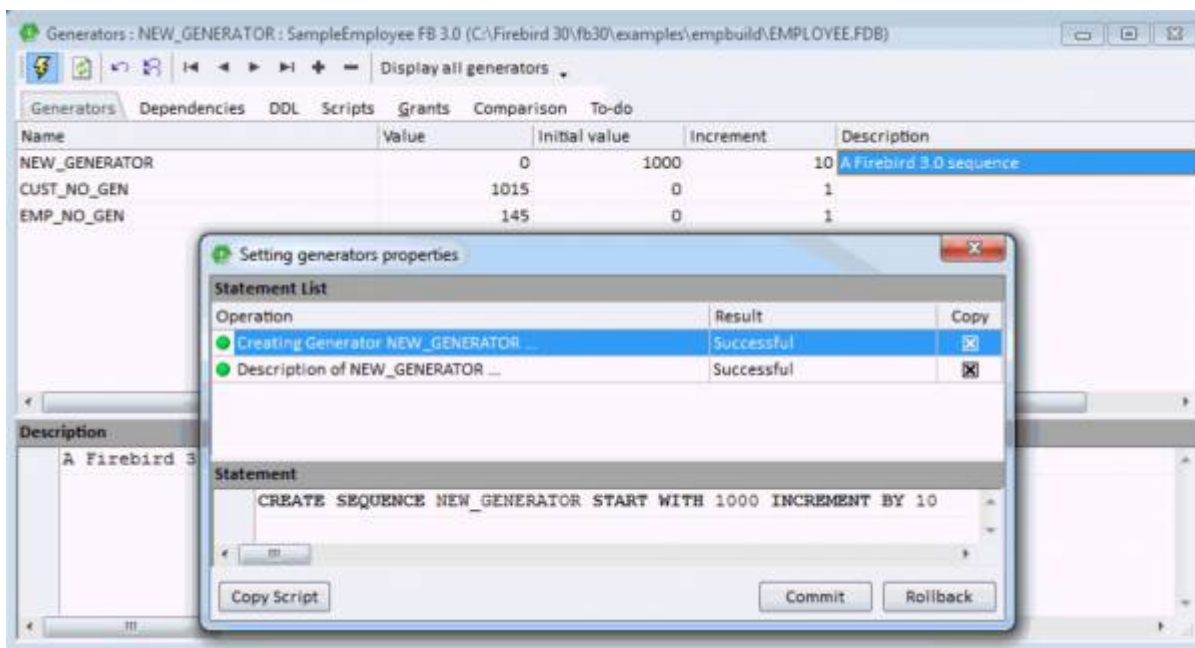 Generators : NEW_GENERATOR : SampleEmployee FB 3.0 (C:\Firebird 30\fb30\examples\empbuild\EMPLOYEE.FDB)
Display all generators
Generators Dependencies DDL Scripts Grants Comparison To-do
Name Value Initial value Increment Description
NEW_GENERATOR 0 1000 10 A Firebird 3.0 sequence
CUST_NO_GEN 1015 0 1
EMP_NO_GEN 145 0 1
Setting generators properties
Statement List
Operation Result Copy
Creating Generator NEW_GENERATOR ... Successful
Description of NEW_GENERATOR ... Successful
Description
A Firebird 3
Statement
CREATE SEQUENCE NEW_GENERATOR START WITH 1000 INCREMENT BY 10
Copy Script Commit Rollback